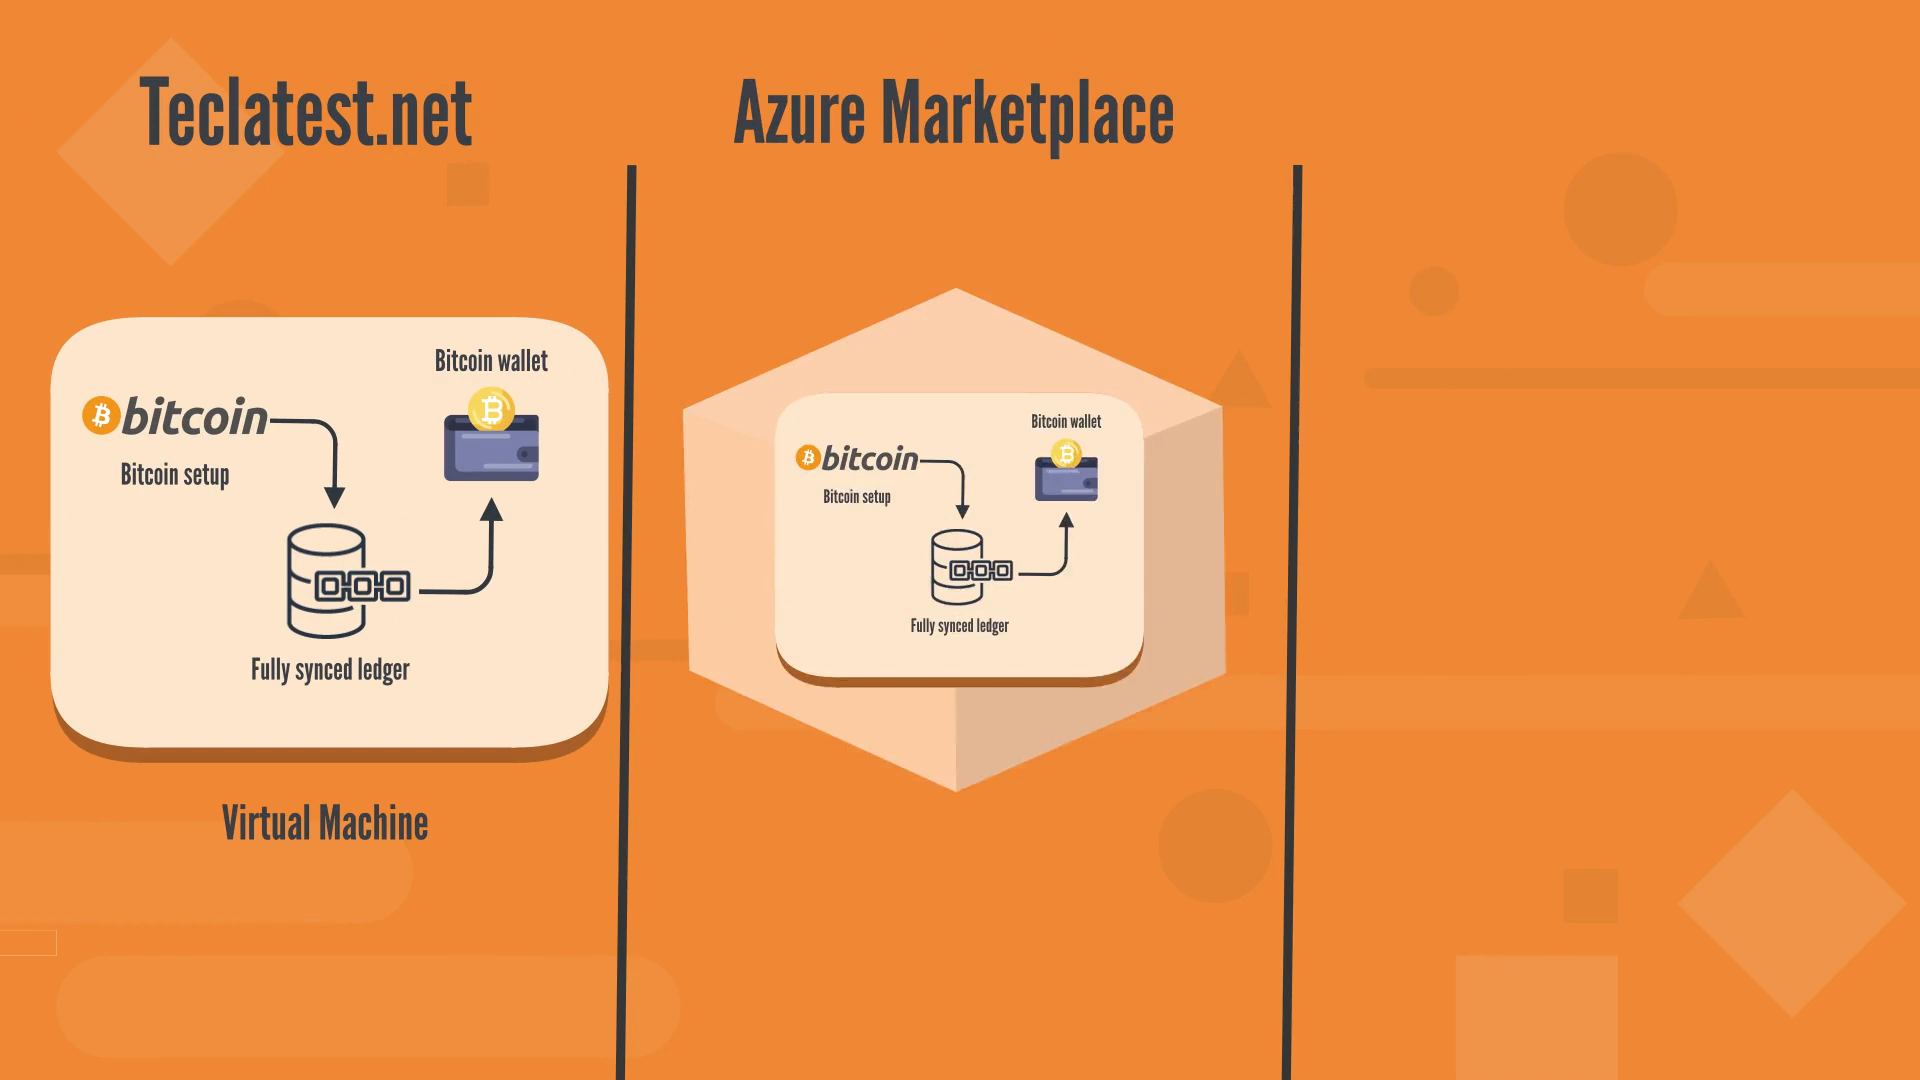 Teclatest.net
Azure Marketplace
Bitcoin wallet
bitcoin
Bitcoin setup
Fully synced ledger
Virtual Machine
Bitcoin wallet
bitcoin
Bitcoin setup
Fully synced ledger